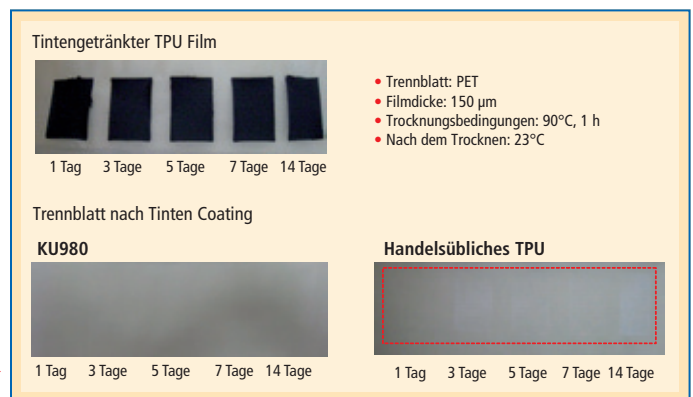 Tintengetränkter TPU Film
• Trennblatt: PET
• Filmdicke: 150 µm
• Trocknungsbedingungen: 90°C, 1 h
• Nach dem Trocknen: 23°C
1 Tag 3 Tage 5 Tage 7 Tage 14 Tage
Trennblatt nach Tinten Coating
KU980
1 Tag 3 Tage 5 Tage 7 Tage 14 Tage
Handelsübliches TPU
1 Tag 3 Tage 5 Tage 7 Tage 14 Tage